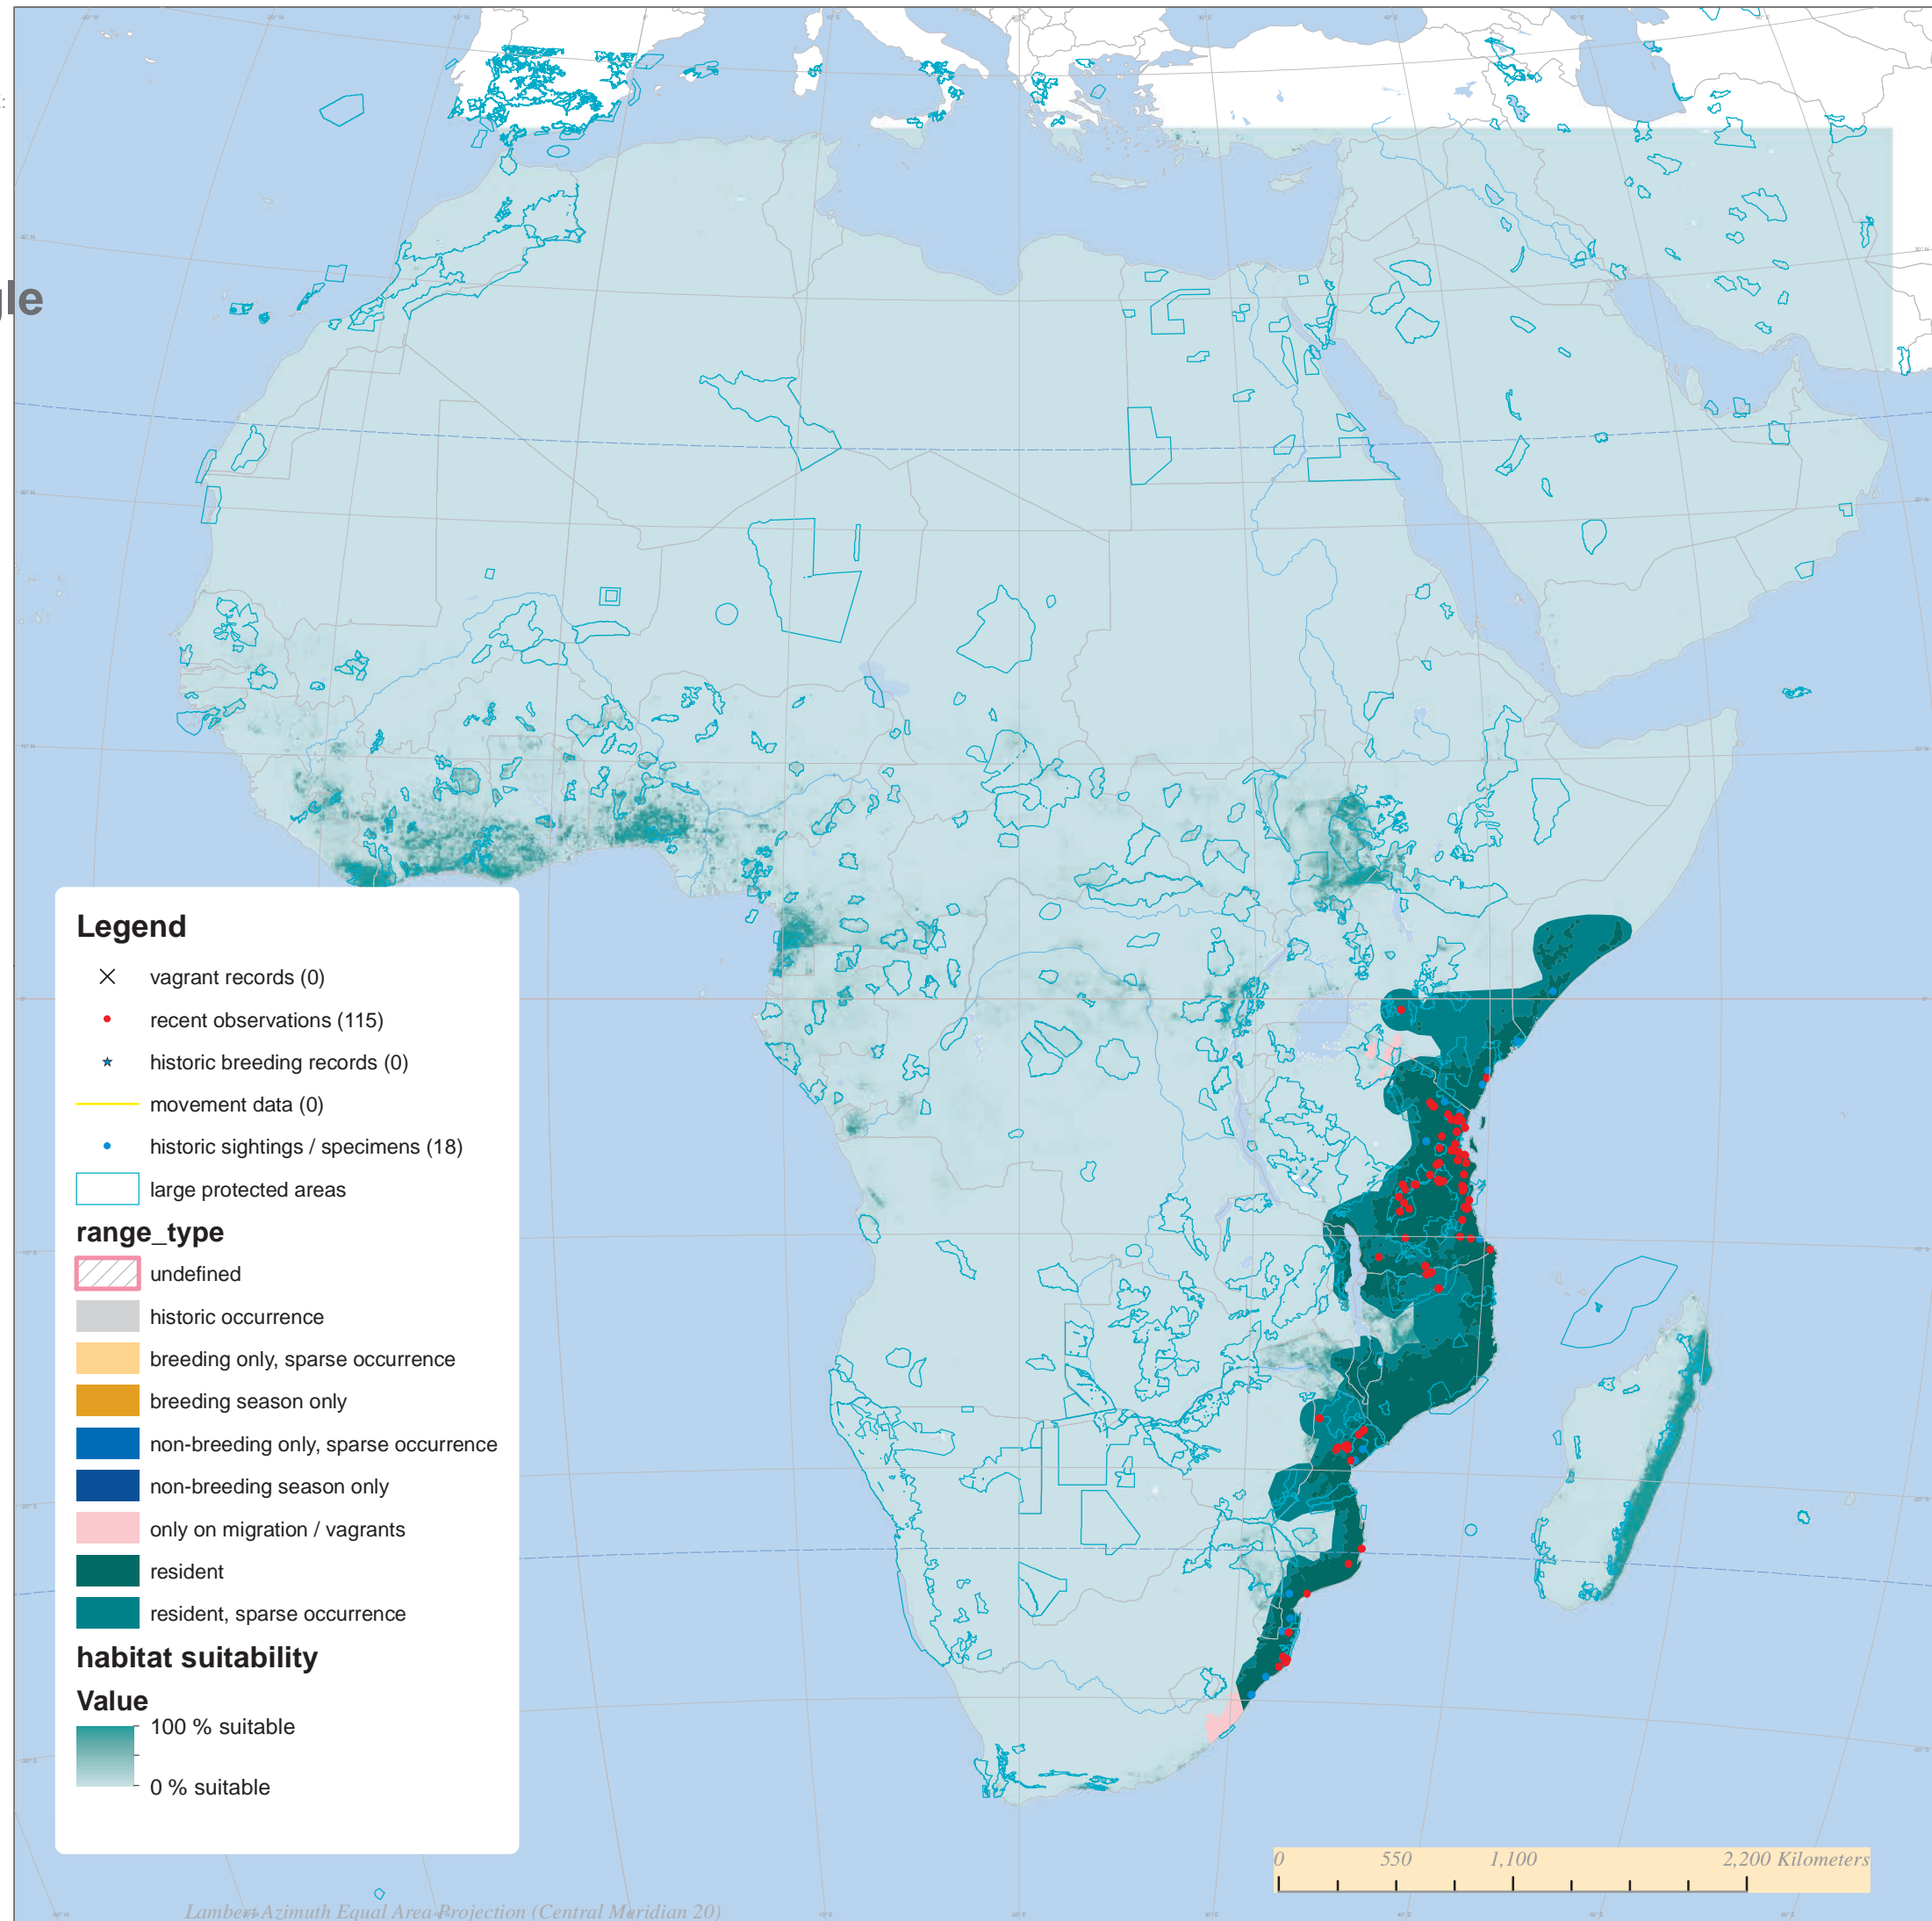 gle
Legend
vagrant records (0)
recent observations (115)
historic breeding records (0)
movement data (0)
historic sightings / specimens (18)
large protected areas
range_type
undefined
historic occurrence
breeding only, sparse occurrence
breeding season only
non-breeding only, sparse occurrence
non-breeding season only
only on migration / vagrants
resident
resident, sparse occurrence
habitat suitability
Value
100 % suitable
0 % suitable
0 550 1,100 2,200 Kilometers
Lambert Azimuth Equal Area Projection (Central Meridian 20)